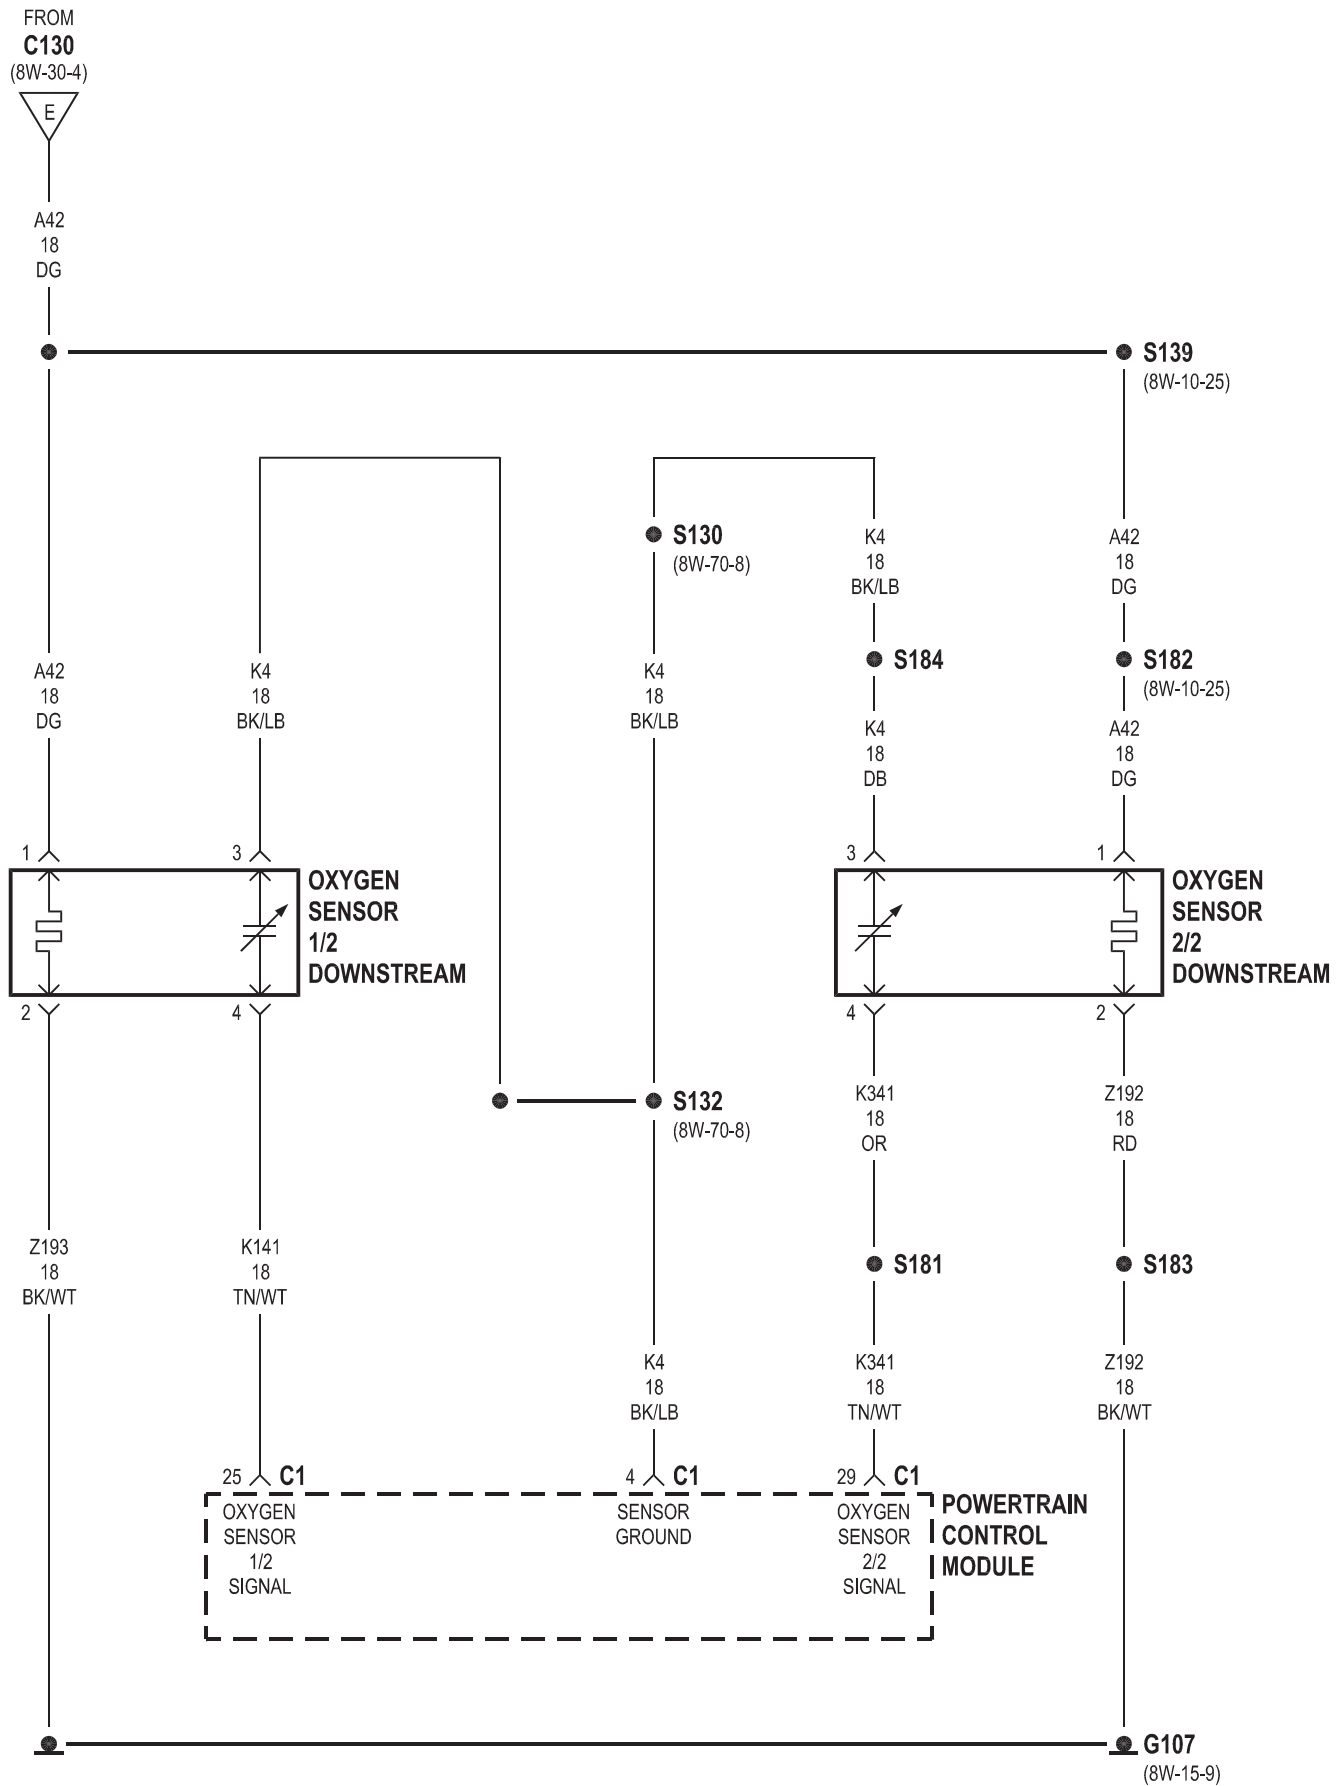 FROM
C130
(8W-30-4)
E
A42
18
DG
S139
(8W-10-25)
S130
(8W-70-8)
K4
18
BK/LB
A42
18
DG
S184
S182
(8W-10-25)
A42
18
DG
K4
18
BK/LB
K4
18
BK/LB
K4
18
DB
A42
18
DG
1
3
3
1
OXYGEN
SENSOR
1/2
DOWNSTREAM
OXYGEN
SENSOR
2/2
DOWNSTREAM
2
4
4
2
S132
(8W-70-8)
K341
18
OR
Z192
18
RD
Z193
18
BK/WT
K141
18
TN/WT
S181
S183
K4
18
BK/LB
K341
18
TN/WT
Z192
18
BK/WT
25
C1
4
C1
29
C1
OXYGEN
SENSOR
1/2
SIGNAL
SENSOR
GROUND
OXYGEN
SENSOR
2/2
SIGNAL
POWERTRAIN
CONTROL
MODULE
G107
(8W-15-9)